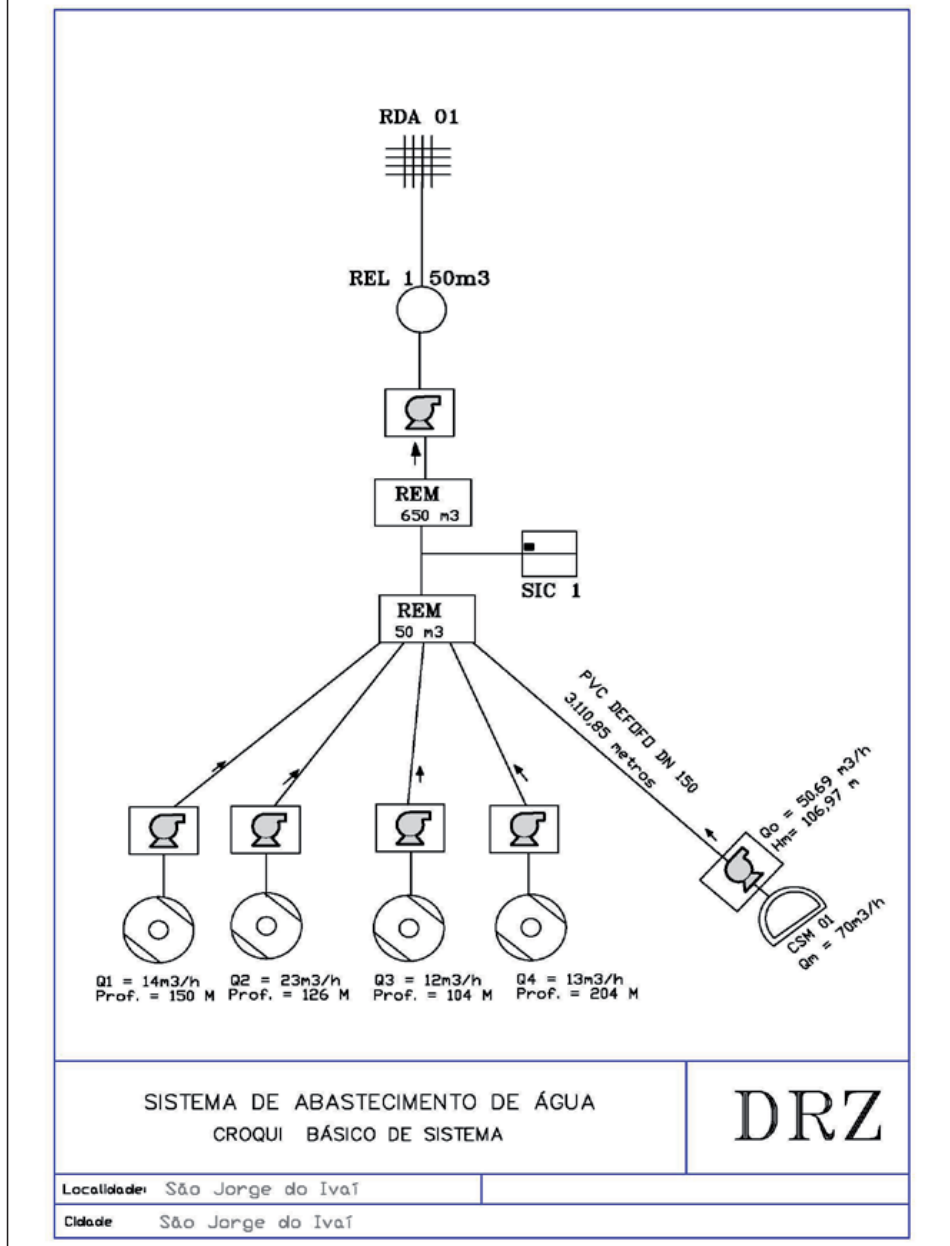 RDA 01
REL 1 50m3
REM
650 m3
SIC 1
REM
50 m3
PVC DEFOFO DN 150
3.110,85 metros
Qo = 50.69 m3/h
Hm= 106,97 m
CSM 01
Qm = 70m3/h
Q1 = 14m3/h
Prof. = 150 M
Q2 = 23m3/h
Prof. = 126 M
Q3 = 12m3/h
Prof. = 104 M
Q4 = 13m3/h
Prof. = 204 M
SISTEMA DE ABASTECIMENTO DE ÁGUA
CROQUI BÁSICO DE SISTEMA
DRZ
Localidade: São Jorge do Ivaí
Cidade São Jorge do Ivaí